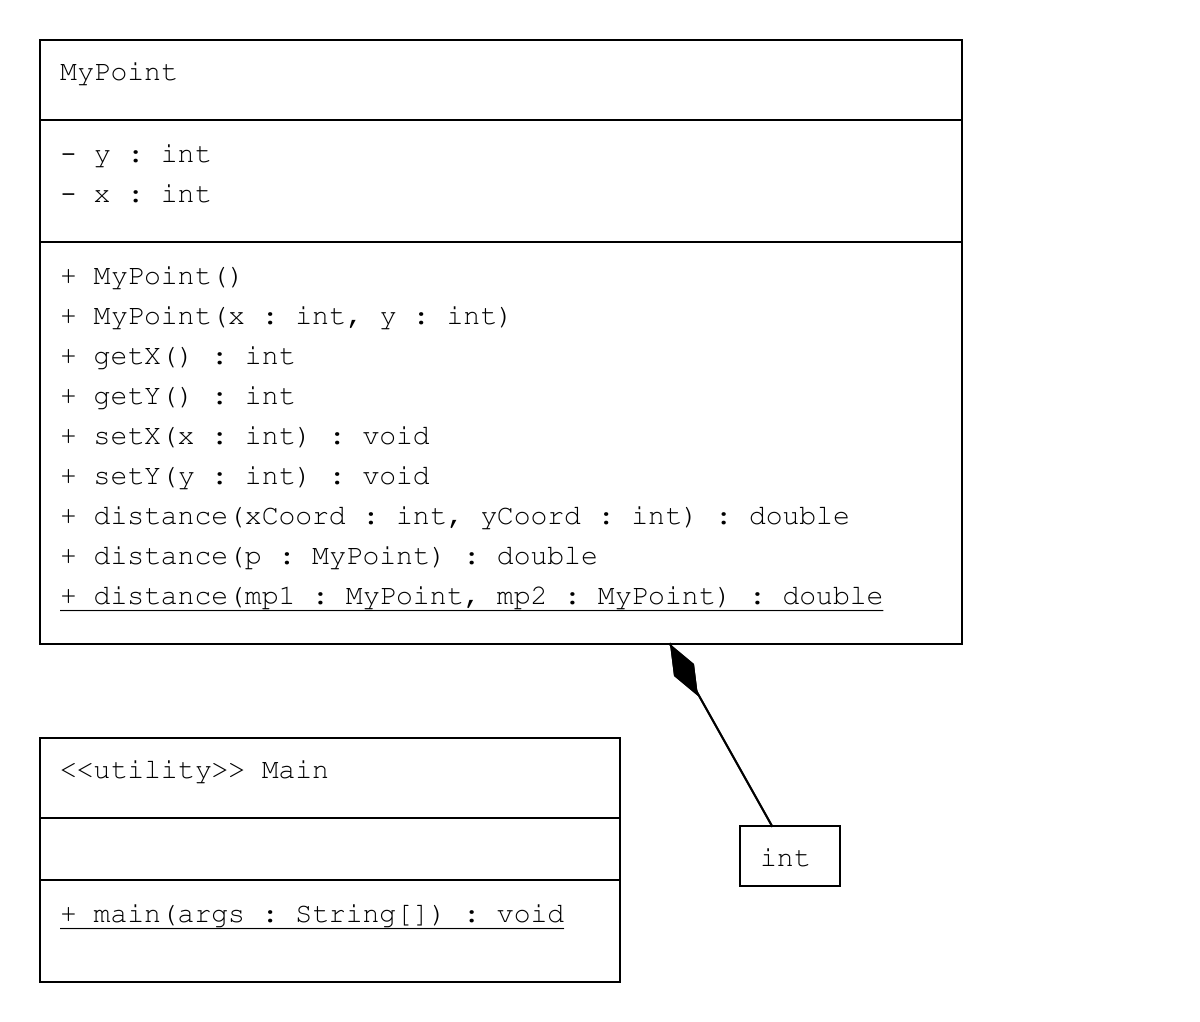 MyPoint
- y : int
- x : int
+ MyPoint()
+ MyPoint(x : int, y : int)
+ getX() : int
+ getY() : int
+ setX(x : int) : void
+ setY(y : int) : void
+ distance(xCoord : int, yCoord : int) : double
+ distance(p : MyPoint) : double
+ distance(mp1 : MyPoint, mp2 : MyPoint) : double
<<utility>> Main
+ main(args : String[]) : void
int